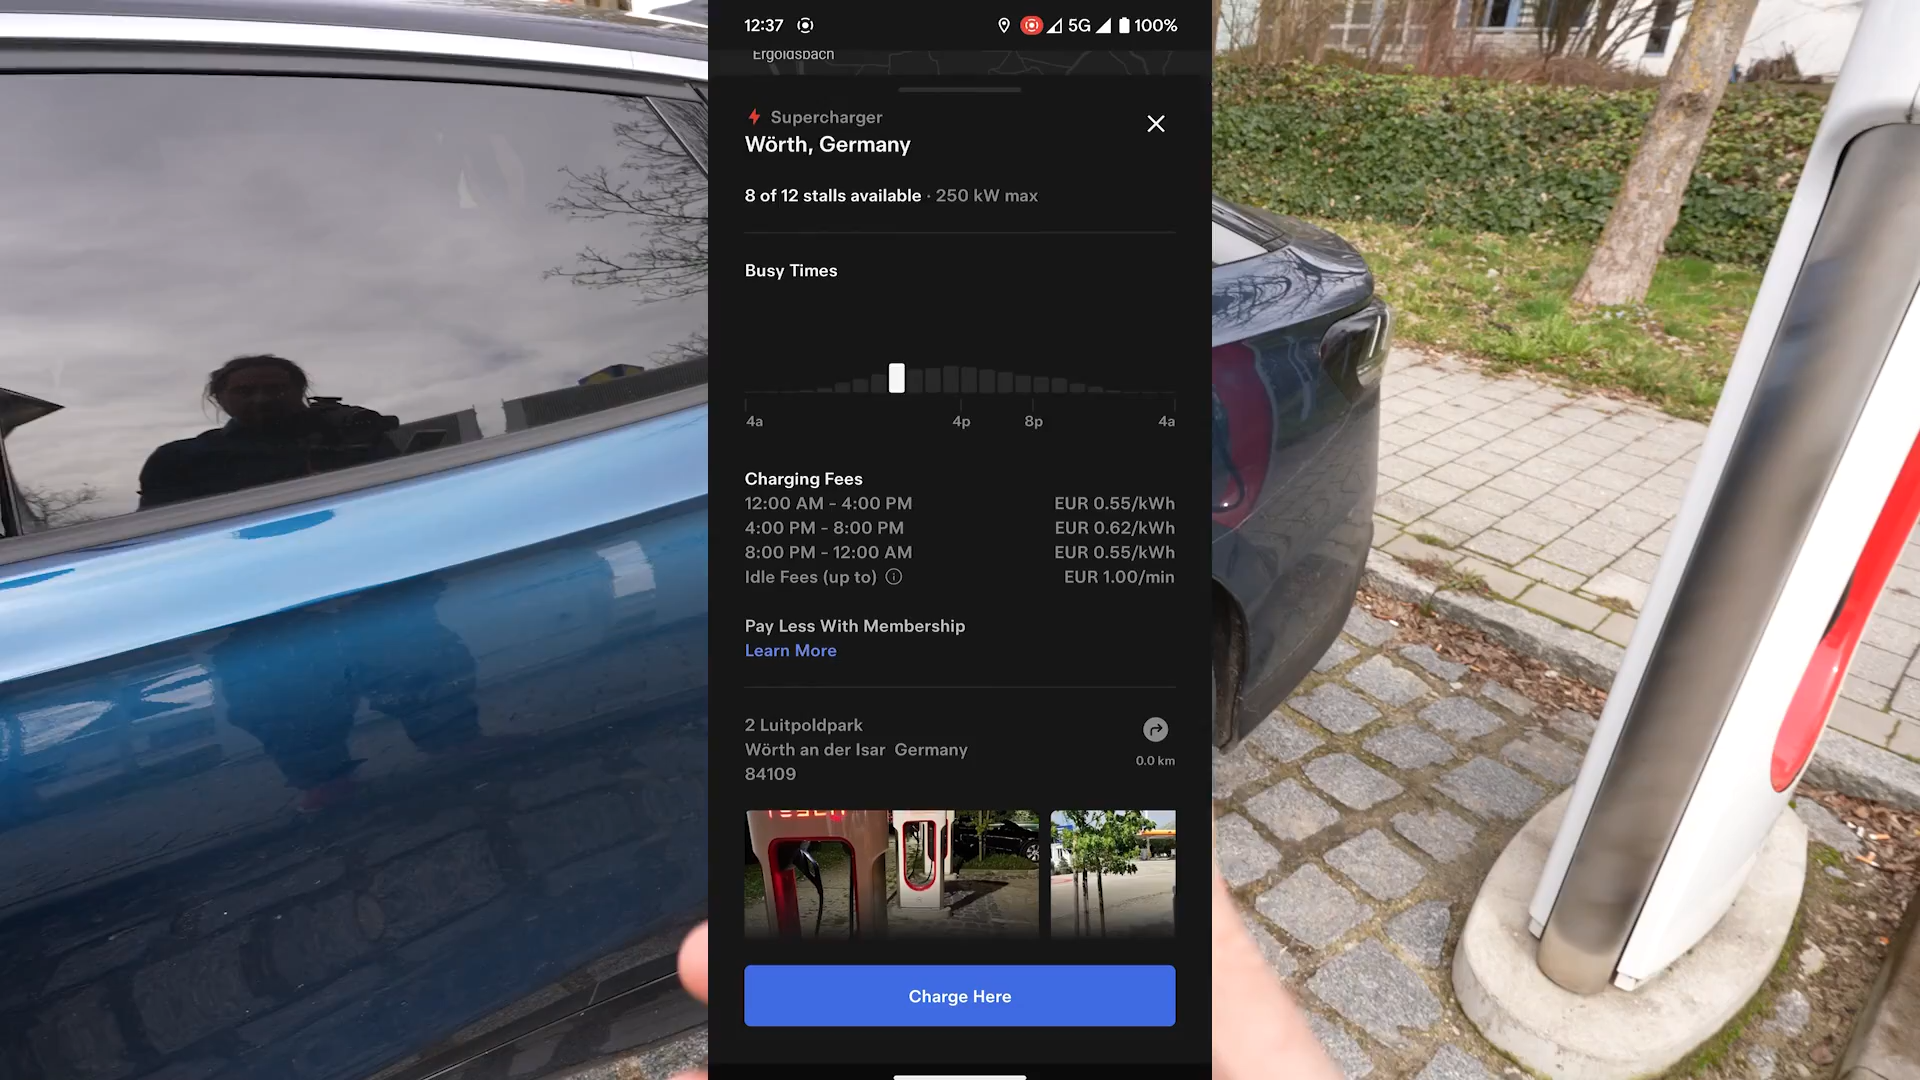 12:37 5G 100%
Ergoldsbach
Supercharger
Wörth, Germany
8 of 12 stalls available · 250 kW max
Busy Times
4a 4p 8p 4a
Charging Fees
12:00 AM - 4:00 PM EUR 0.55/kWh
4:00 PM - 8:00 PM EUR 0.62/kWh
8:00 PM - 12:00 AM EUR 0.55/kWh
Idle Fees (up to) EUR 1.00/min
Pay Less With Membership
Learn More
2 Luitpoldpark
Wörth an der Isar Germany
84109
0.0 km
TESLA
Charge Here